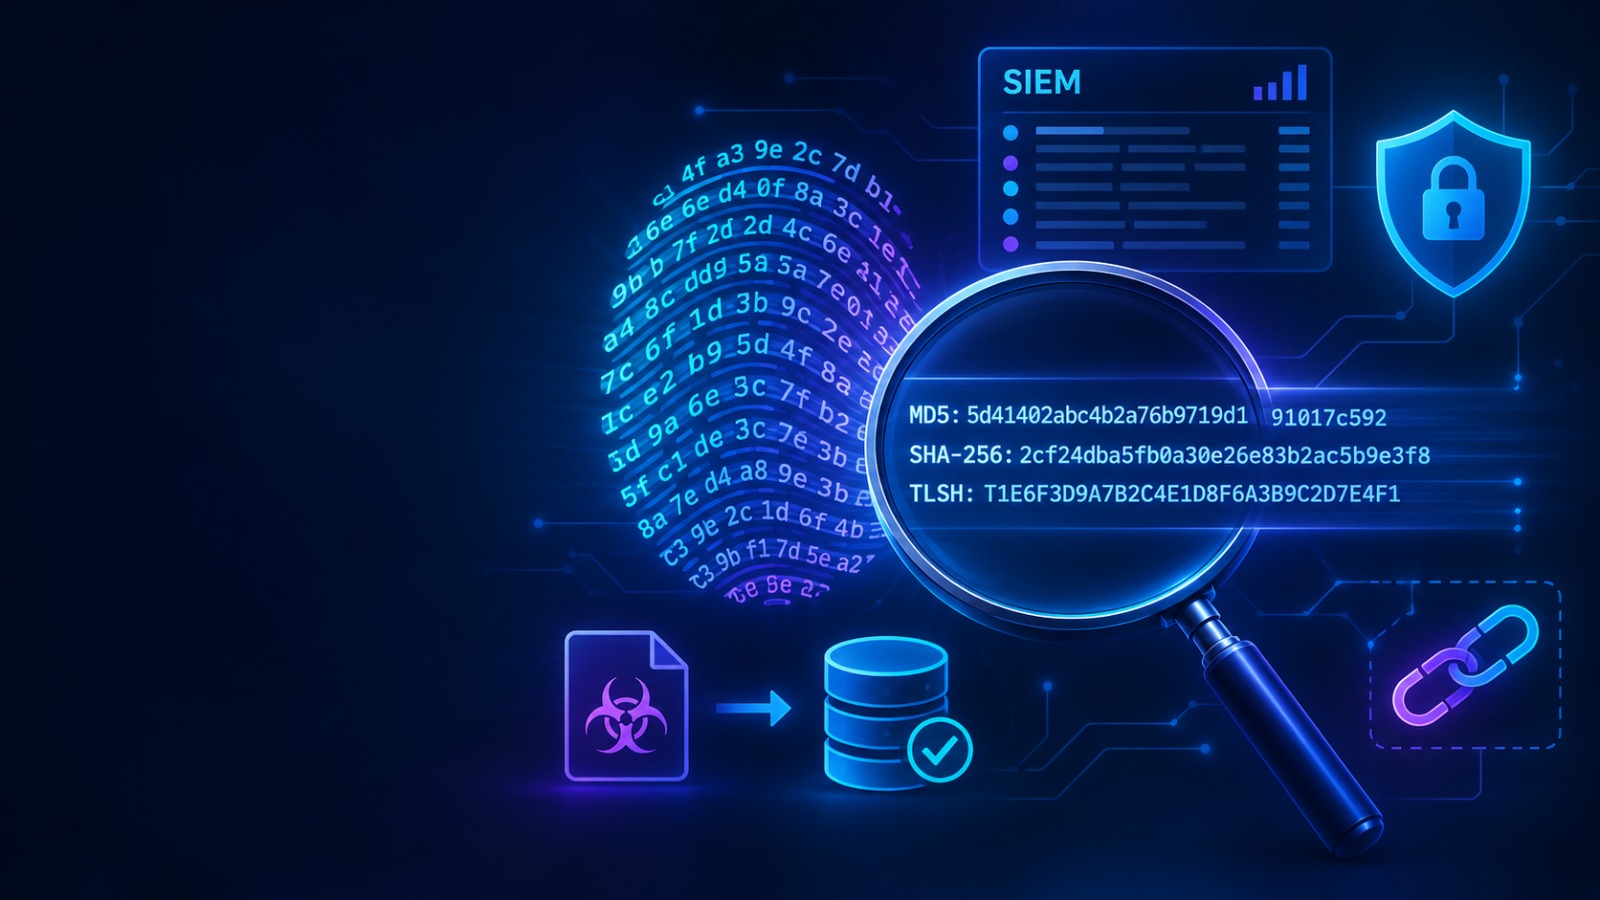 SIEM
c1 4f a3 9e 2c 7d b1
6e 6e d4 0f 8a 3c 1e
9b b 7f 2d 2d 4c 6e
a4 8c dd9 5a 5a 7e
7c 6f 1d 3b 9c 2e
1c e2 b9 5d 4f 8a
9a 6e 3c 7f b2
5f c1 de 3c 7e 3b
8a 7e d4 a8 9e 3b
c3 9e 2c 1d 6f 4b
c3 9b f1 7d 5e a2
MD5: 5d41402abc4b2a76b9719d1 91017c592
SHA-256: 2cf24dba5fb0a30e26e83b2ac5b9e3f8
TLSH: T1E6F3D9A7B2C4E1D8F6A3B9C2D7E4F1